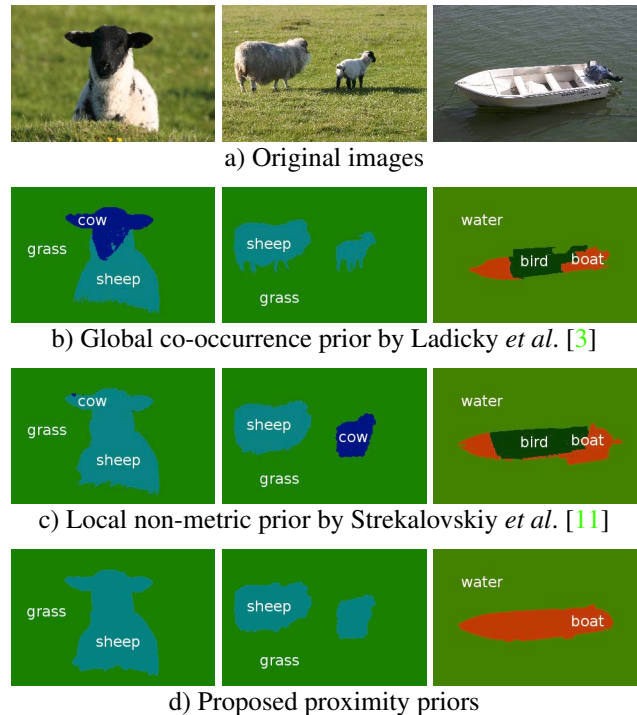 a) Original images
cow
grass
sheep
sheep
grass
water
bird boat
b) Global co-occurrence prior by Ladicky et al. [3]
cow
grass
sheep
sheep
cow
grass
water
bird boat
c) Local non-metric prior by Strekalovskiy et al. [11]
grass
sheep
sheep
grass
water
boat
d) Proposed proximity priors